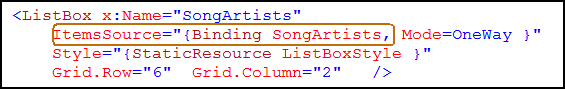 <ListBox x:Name="SongArtists"
ItemsSource="{Binding SongArtists, Mode=OneWay }"
Style="{StaticResource ListBoxStyle }"
Grid.Row="6"  Grid.Column="2"   />